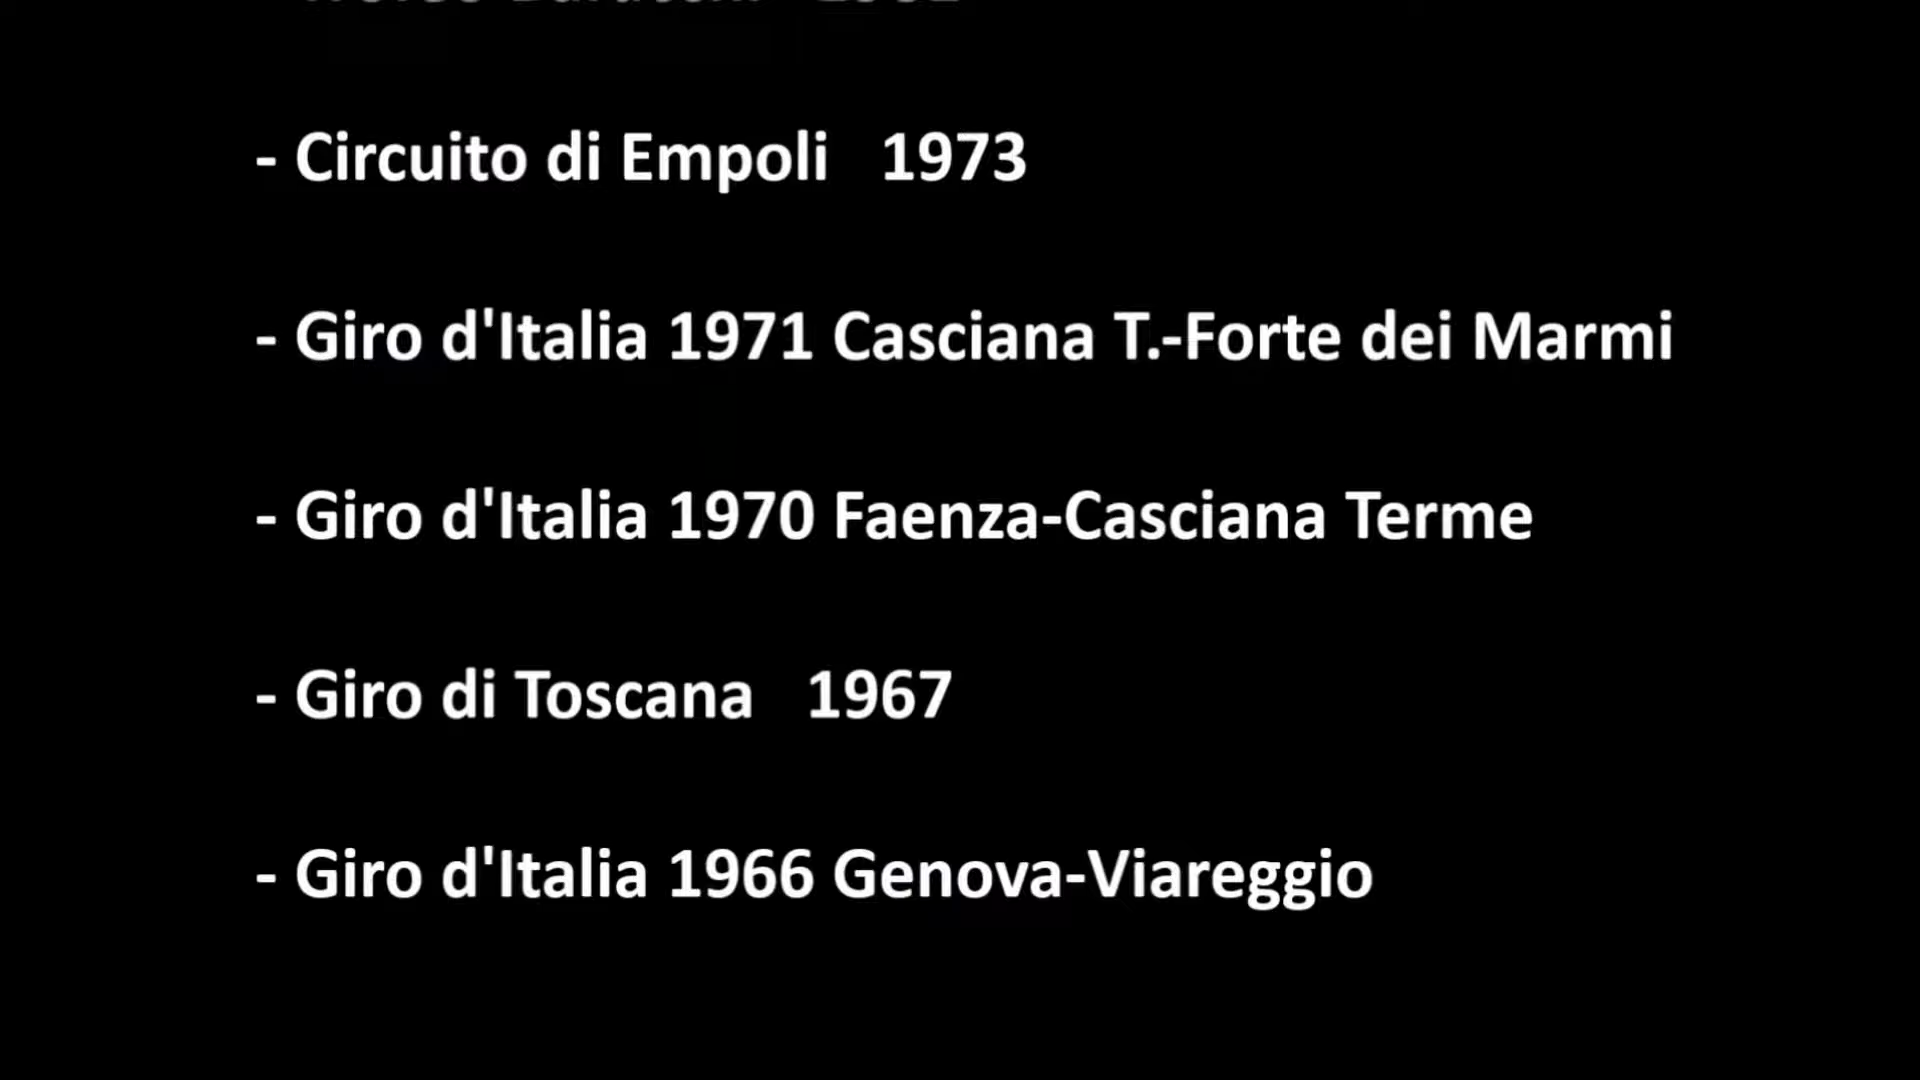 - Circuito di Empoli 1973
- Giro d'Italia 1971 Casciana T.-Forte dei Marmi
- Giro d'Italia 1970 Faenza-Casciana Terme
- Giro di Toscana 1967
- Giro d'Italia 1966 Genova-Viareggio